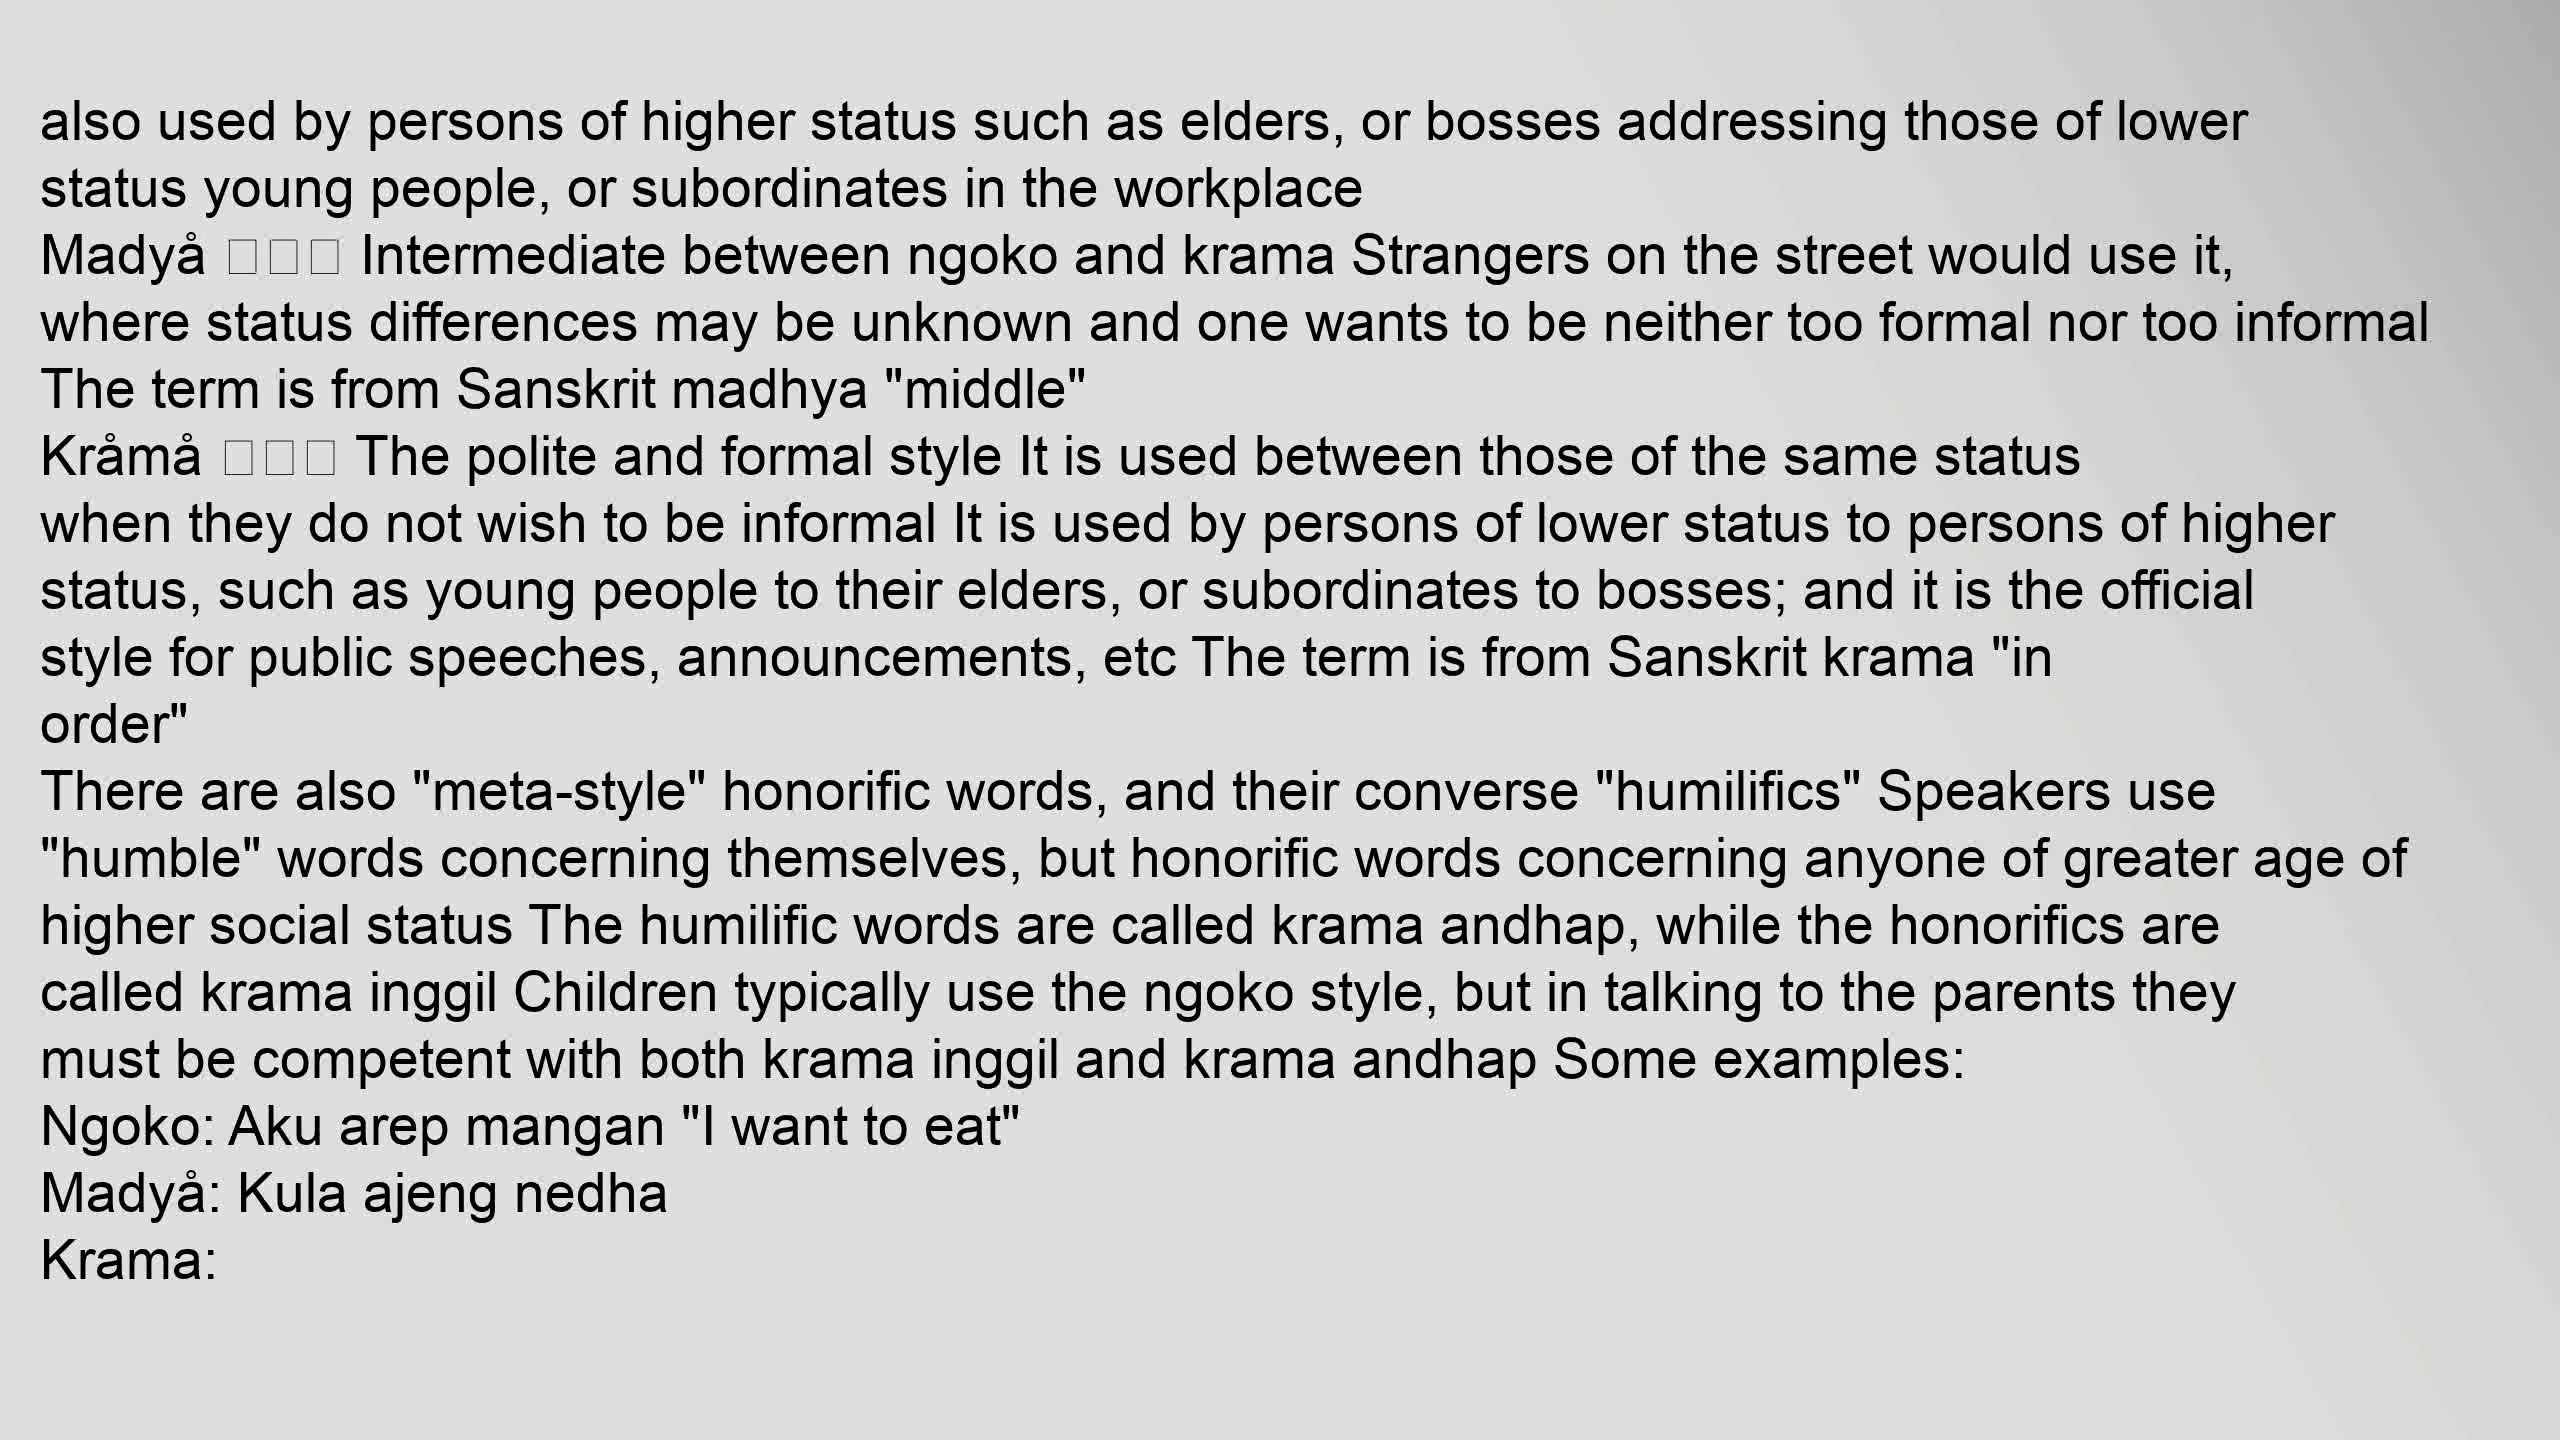 also used by persons of higher status such as elders, or bosses addressing those of lower
status young people, or subordinates in the workplace
Madyå □□□ Intermediate between ngoko and krama Strangers on the street would use it,
where status differences may be unknown and one wants to be neither too formal nor too informal
The term is from Sanskrit madhya "middle"
Kråmå □□□ The polite and formal style It is used between those of the same status
when they do not wish to be informal It is used by persons of lower status to persons of higher
status, such as young people to their elders, or subordinates to bosses; and it is the official
style for public speeches, announcements, etc The term is from Sanskrit krama "in
order"
There are also "meta-style" honorific words, and their converse "humilifics" Speakers use
"humble" words concerning themselves, but honorific words concerning anyone of greater age of
higher social status The humilific words are called krama andhap, while the honorifics are
called krama inggil Children typically use the ngoko style, but in talking to the parents they
must be competent with both krama inggil and krama andhap Some examples:
Ngoko: Aku arep mangan "I want to eat"
Madyå: Kula ajeng nedha
Krama: